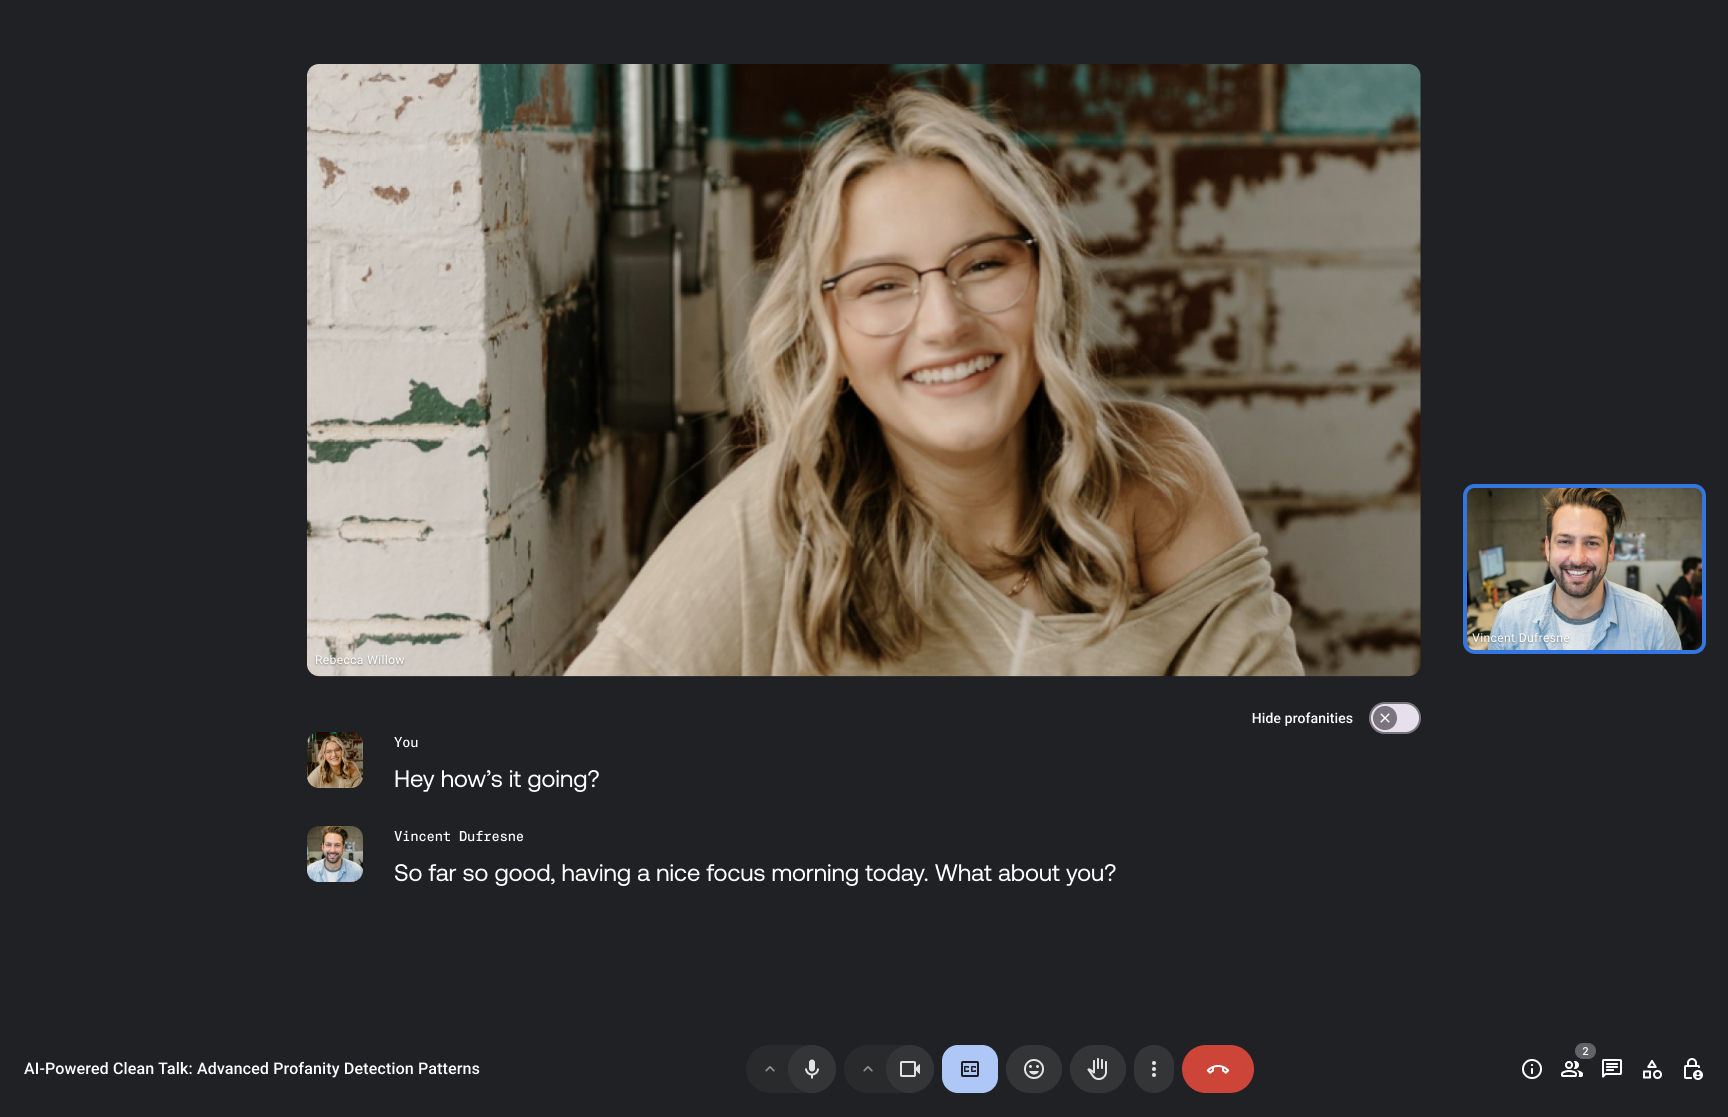 Rebecca Willow
Vincent Dufresne
Hide profanities
You
Hey how’s it going?
Vincent Dufresne
So far so good, having a nice focus morning today. What about you?
AI-Powered Clean Talk: Advanced Profanity Detection Patterns
CC
2